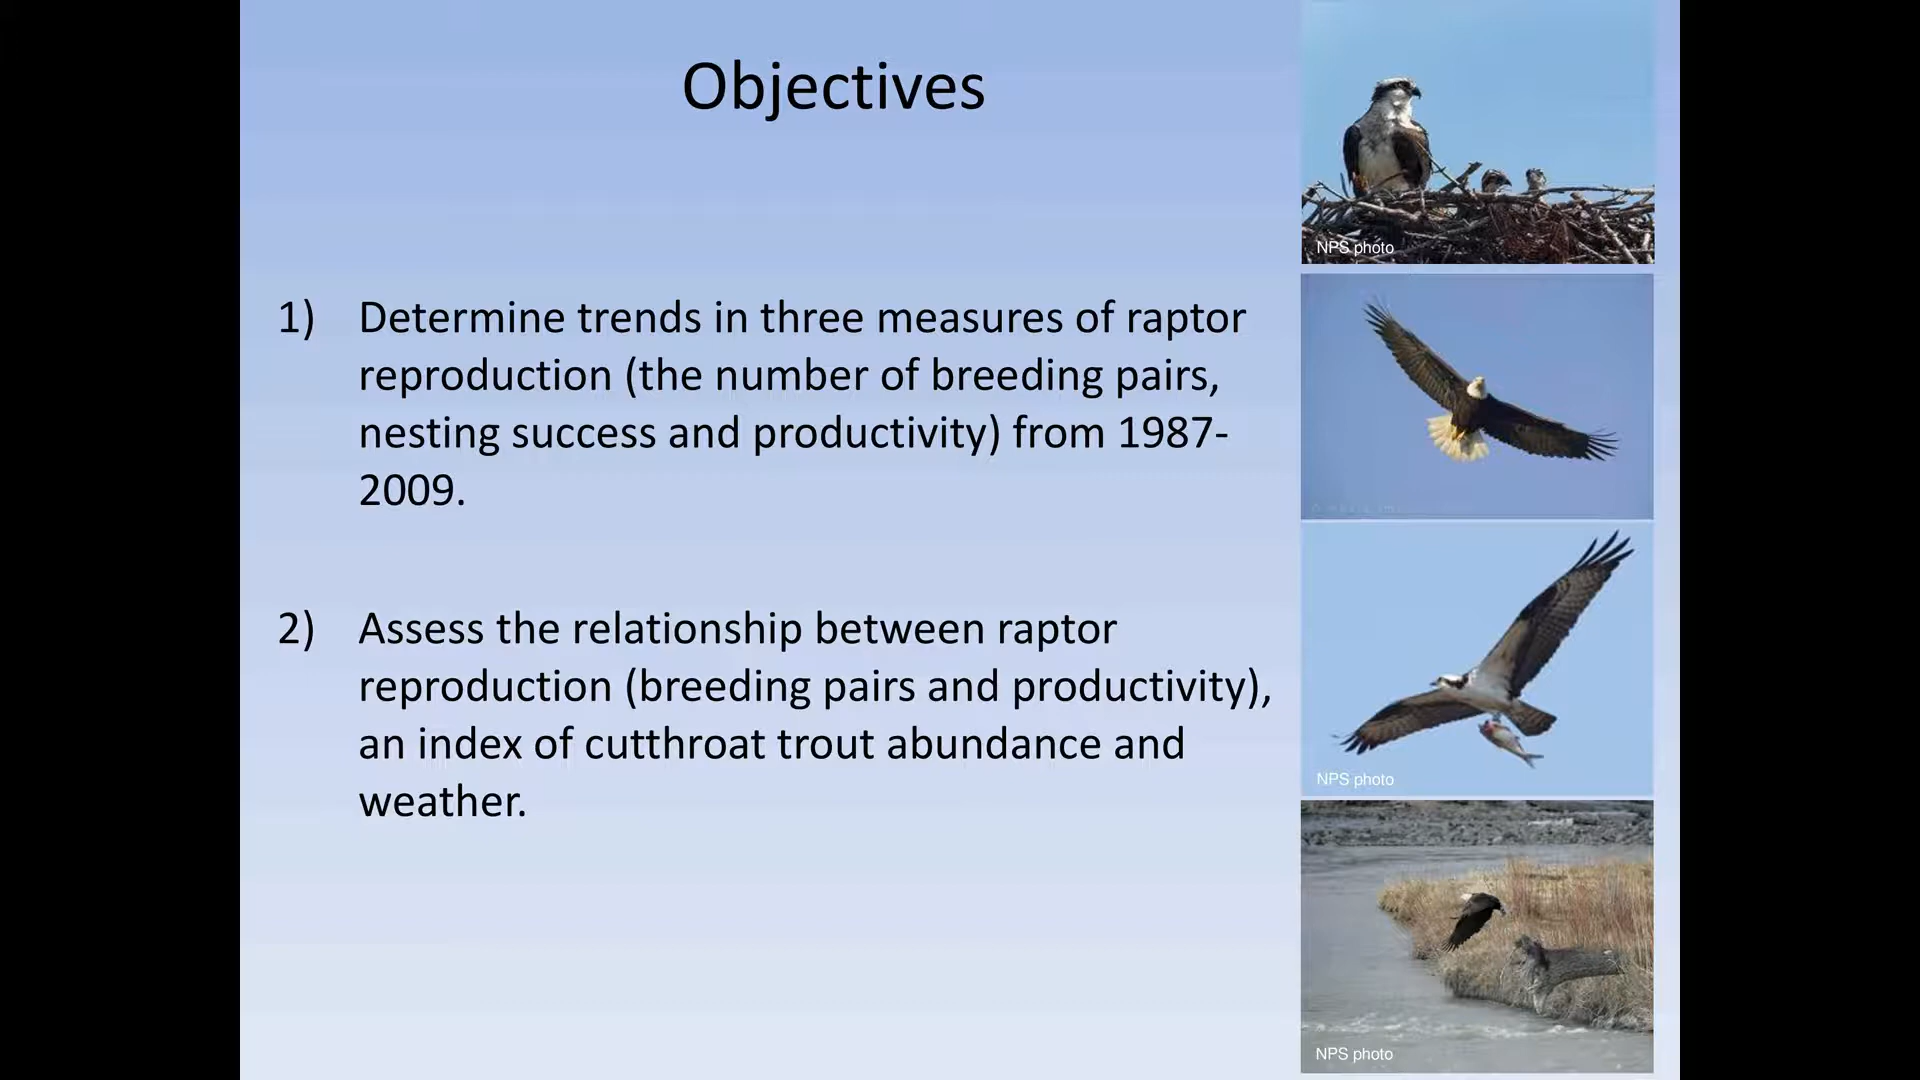 Objectives
1) Determine trends in three measures of raptor
reproduction (the number of breeding pairs,
nesting success and productivity) from 1987-
2009.
2) Assess the relationship between raptor
reproduction (breeding pairs and productivity),
an index of cutthroat trout abundance and
weather.
NPS photo
NPS photo
NPS photo